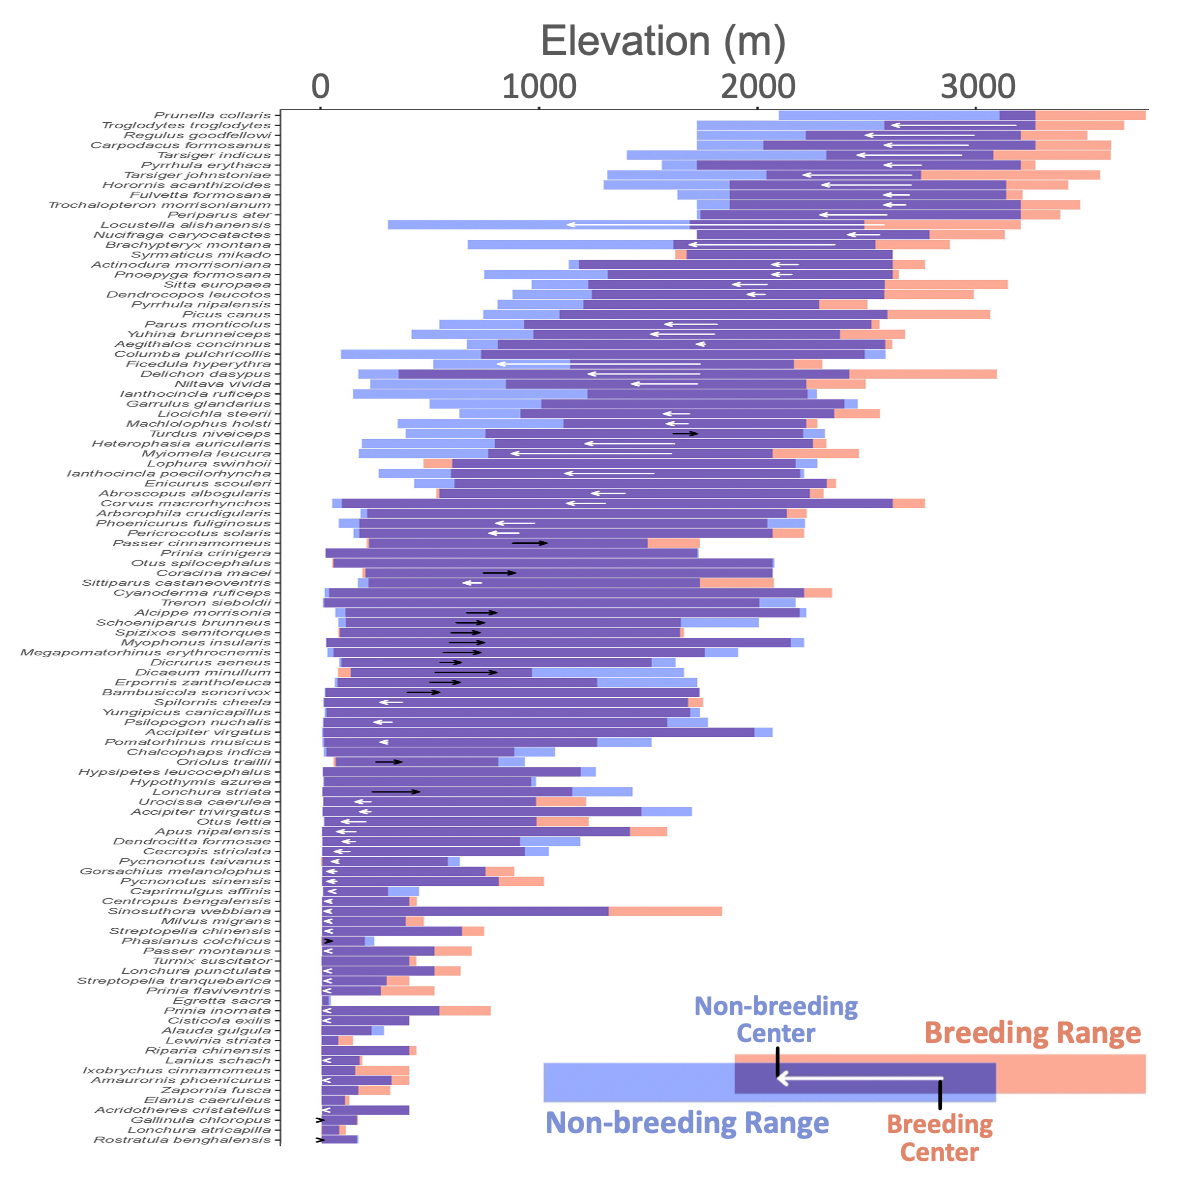 Elevation (m)
0 1000 2000 3000
Prunella collaris
Troglodytes troglodytes
Regulus goodfellowi
Carpodacus formosanus
Tarsiger indicus
Pyrrhula erythaca
Tarsiger johnstoniae
Horornis acanthizoides
Fulvetta formosana
Trochalopteron morrisonianum
Periparus ater
Locustella alishanensis
Nucifraga caryocatactes
Brachypteryx montana
Syrmaticus mikado
Actinodura morrisoniana
Pnoepyga formosana
Sitta europaea
Dendrocopos leucotos
Pyrrhula nipalensis
Picus canus
Parus monticolus
Yuhina brunneiceps
Aegithalos concinnus
Columba pulchricollis
Ficedula hyperythra
Delichon dasypus
Niltava vivida
Ianthocincla ruficeps
Garrulus glandarius
Liocichla steerii
Machlolophus holsti
Turdus niveiceps
Heterophasia auricularis
Myiomela leucura
Lophura swinhoii
Ianthocincla poecilorhyncha
Enicurus scouleri
Abroscopus albogularis
Corvus macrorhynchos
Arborophila crudigularis
Phoenicurus fuliginosus
Pericrocotus solaris
Passer cinnamomeus
Prinia crinigera
Otus spilocephalus
Coracina macei
Sittiparus castaneoventris
Cyanoderma ruficeps
Treron sieboldii
Alcippe morrisonia
Schoeniparus brunneus
Spizixos semitorques
Myophonus insularis
Megapomatorhinus erythrocnemis
Dicrurus aeneus
Dicaeum minullum
Erpornis zantholeuca
Bambusicola sonorivox
Spilornis cheela
Yungipicus canicapillus
Psilopogon nuchalis
Accipiter virgatus
Pomatorhinus musicus
Chalcophaps indica
Oriolus traillii
Hypsipetes leucocephalus
Hypothymis azurea
Lonchura striata
Urocissa caerulea
Accipiter trivirgatus
Otus lettia
Apus nipalensis
Dendrocitta formosae
Cecropis striolata
Pycnonotus taivanus
Gorsachius melanolophus
Pycnonotus sinensis
Caprimulgus affinis
Centropus bengalensis
Sinosuthora webbiana
Milvus migrans
Streptopelia chinensis
Phasianus colchicus
Passer montanus
Turnix suscitator
Lonchura punctulata
Streptopelia tranquebarica
Prinia flaviventris
Egretta sacra
Prinia inornata
Cisticola exilis
Alauda gulgula
Lewinia striata
Riparia chinensis
Lanius schach
Ixobrychus cinnamomeus
Amaurornis phoenicurus
Zapornia fusca
Elanus caeruleus
Acridotheres cristatellus
Gallinula chloropus
Lonchura atricapilla
Rostratula benghalensis
Non-breeding
Center
Breeding Range
Non-breeding Range
Breeding
Center